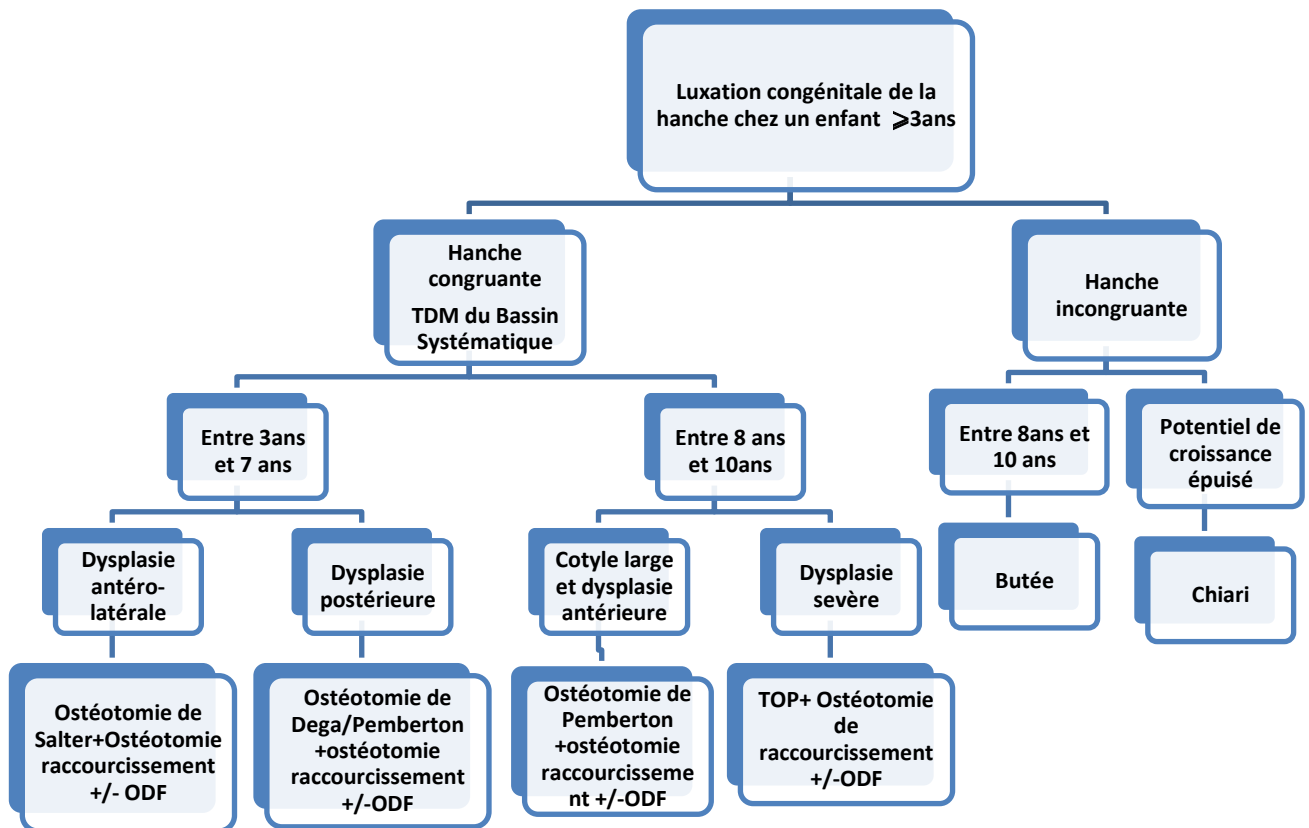 Luxation congénitale de la
hanche chez un enfant ⩾3ans
Hanche
congruante
TDM du Bassin
Systématique
Hanche
incongruante
Entre 3ans
et 7 ans
Entre 8 ans
et 10ans
Entre 8ans et
10 ans
Potentiel de
croissance
épuisé
Dysplasie
antéro-
latérale
Dysplasie
postérieure
Cotyle large
et dysplasie
antérieure
Dysplasie
sevère
Butée
Chiari
Ostéotomie de
Salter+Ostéotomie
raccourcissement
+/- ODF
Ostéotomie de
Dega/Pemberton
+ostéotomie
raccourcissement
+/-ODF
Ostéotomie de
Pemberton
+ostéotomie
raccourcisseme
nt +/-ODF
TOP+ Ostéotomie
de
raccourcissement
+/-ODF